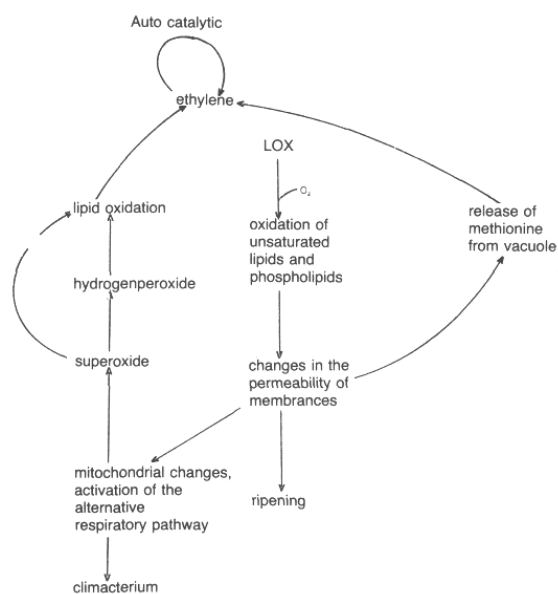 Auto catalytic
ethylene
LOX
O₂
lipid oxidation
oxidation of
unsaturated
lipids and
phospholipids
release of
methionine
from vacuole
hydrogenperoxide
superoxide
changes in the
permeability of
membrances
mitochondrial changes,
activation of the
alternative
respiratory pathway
ripening
climacterium